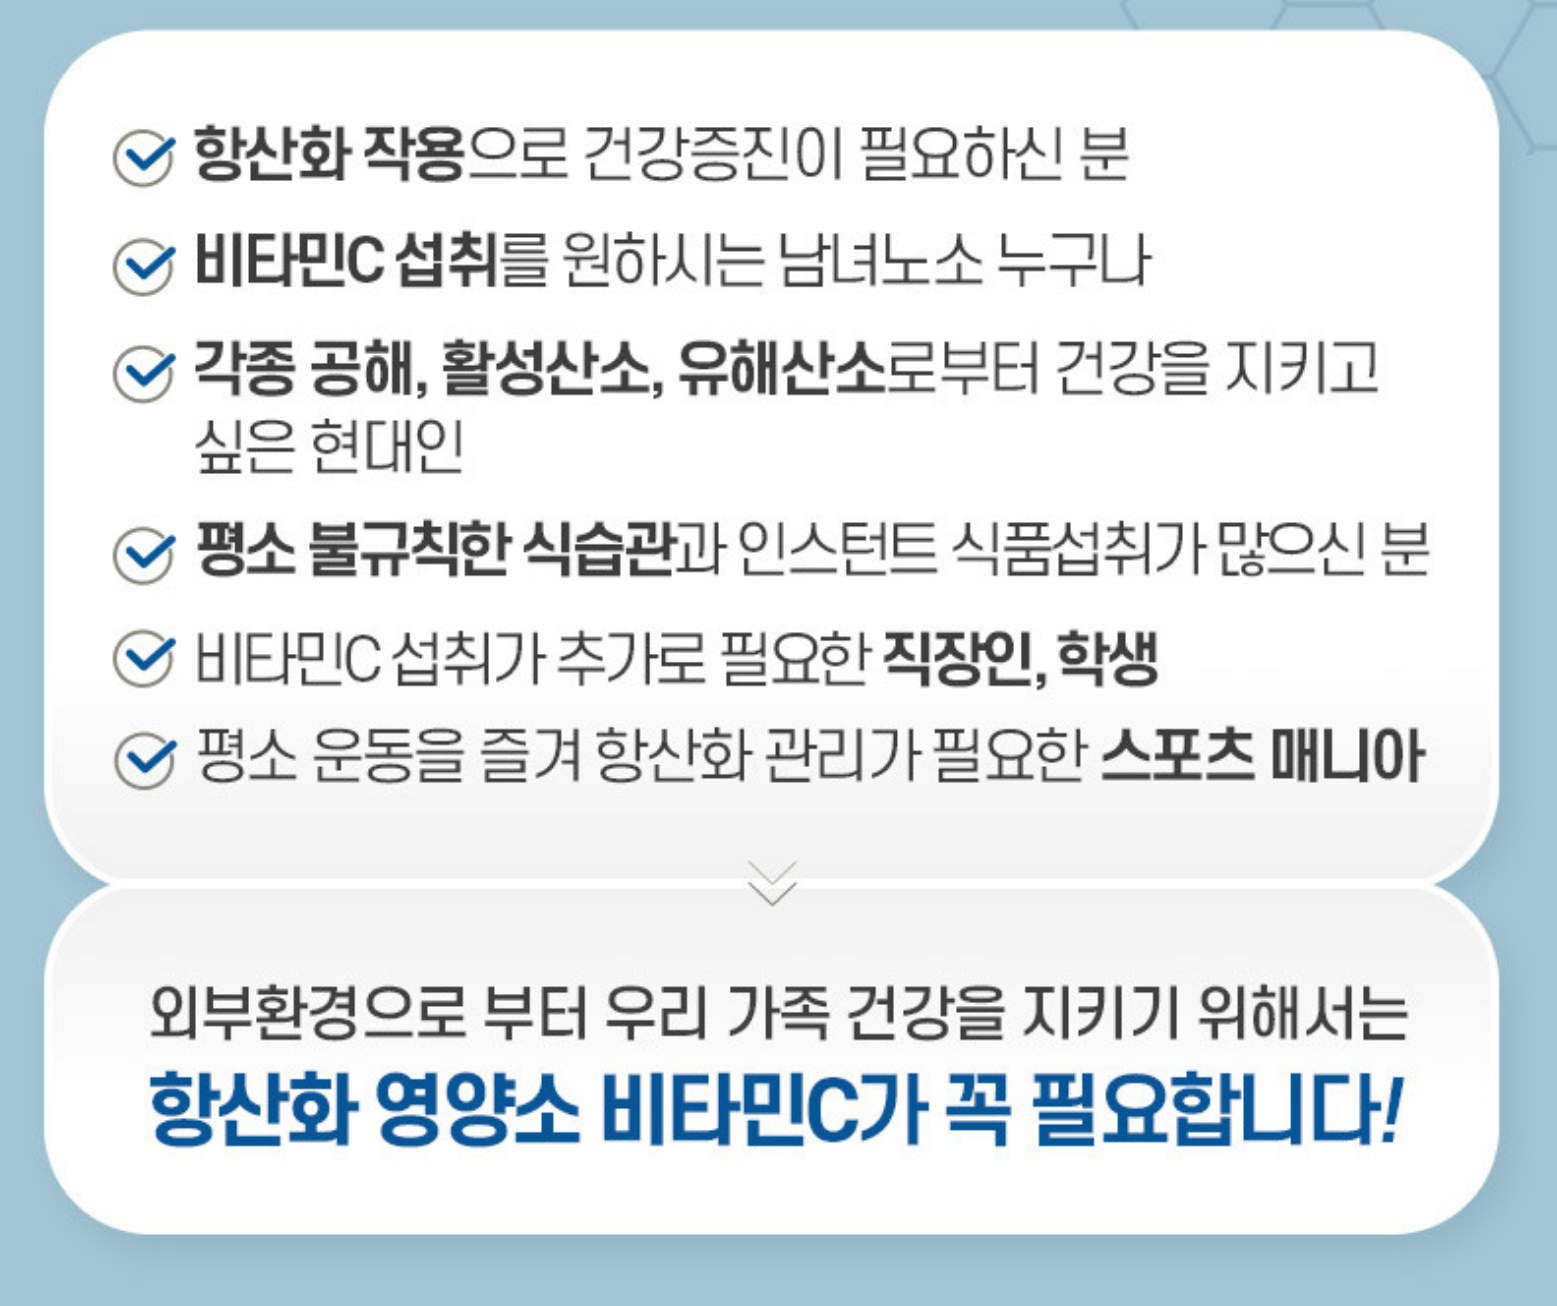 항산화 작용으로 건강증진이 필요하신 분
비타민C 섭취를 원하시는 남녀노소 누구나
각종 공해, 활성산소, 유해산소로부터 건강을 지키고
싶은 현대인
평소 불규칙한 식습관과 인스턴트 식품섭취가 많으신 분
비타민C 섭취가 추가로 필요한 직장인, 학생
평소 운동을 즐겨 항산화 관리가 필요한 스포츠 매니아
외부환경으로 부터 우리 가족 건강을 지키기 위해서는
항산화 영양소 비타민C가 꼭 필요합니다!